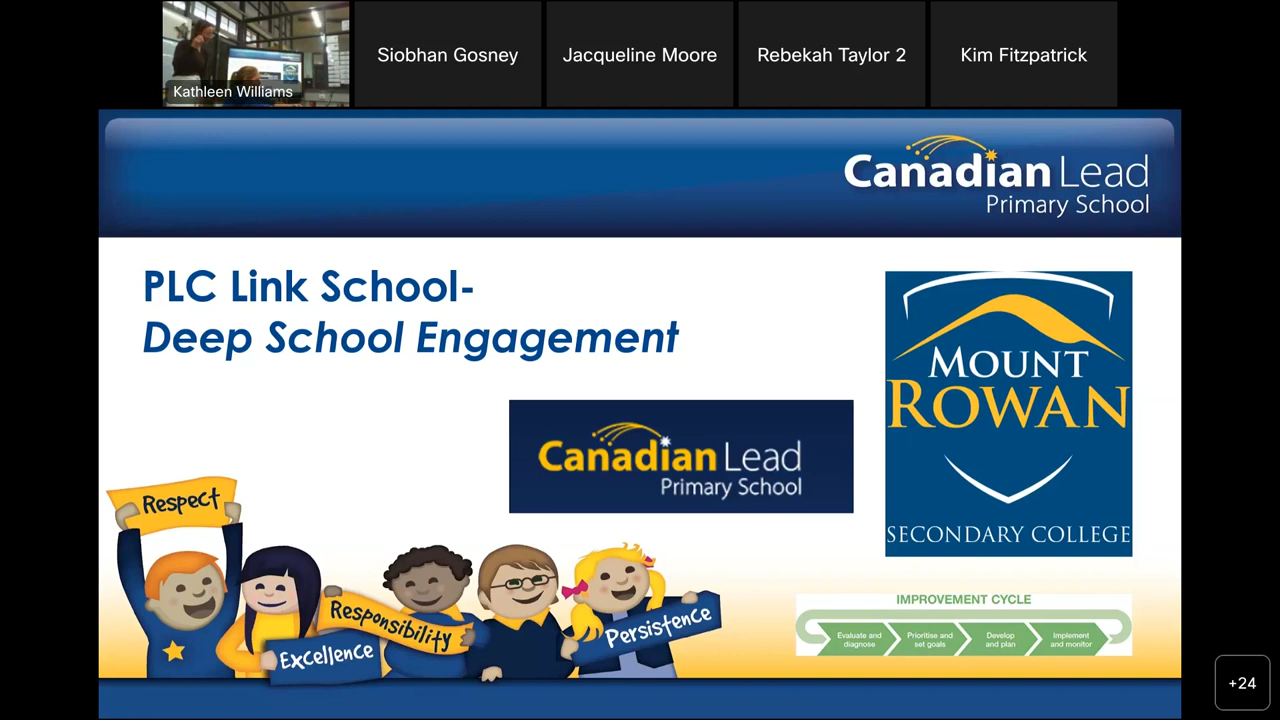 Kathleen Williams
Siobhan Gosney
Jacqueline Moore
Rebekah Taylor 2
Kim Fitzpatrick
Canadian Lead
Primary School
PLC Link School-
Deep School Engagement
MOUNT
ROWAN
SECONDARY COLLEGE
Canadian Lead
Primary School
Respect
Responsibility
Excellence
Persistence
IMPROVEMENT CYCLE
Evaluate and
diagnose
Prioritise and
set goals
Develop
and plan
Implement
and monitor
+24